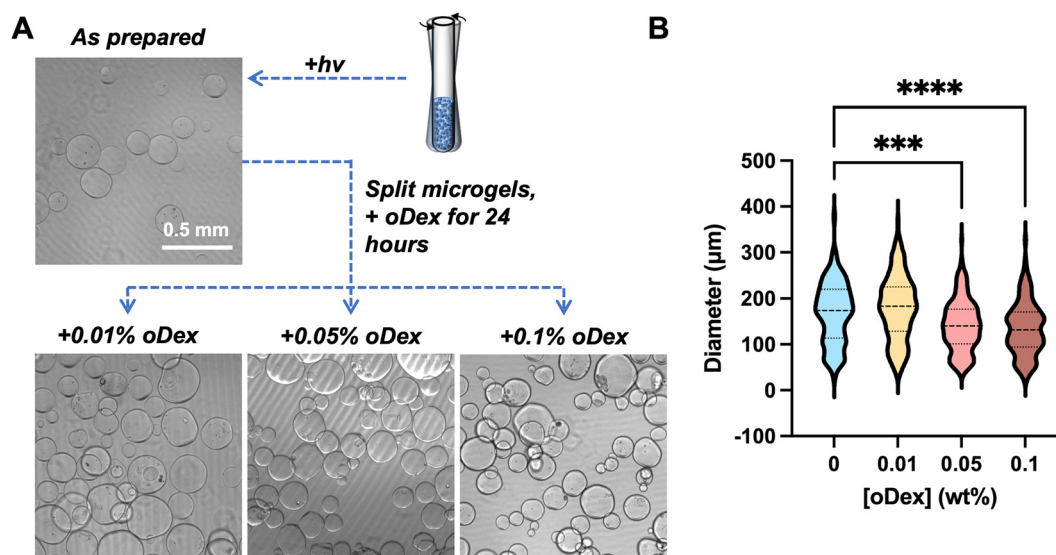 A
As prepared
+hv
0.5 mm
Split microgels,
+ oDex for 24
hours
+0.01% oDex
+0.05% oDex
+0.1% oDex
B
****
***
500
400
300
200
100
0
-100
Diameter (µm)
0 0.01 0.05 0.1
[oDex] (wt%)